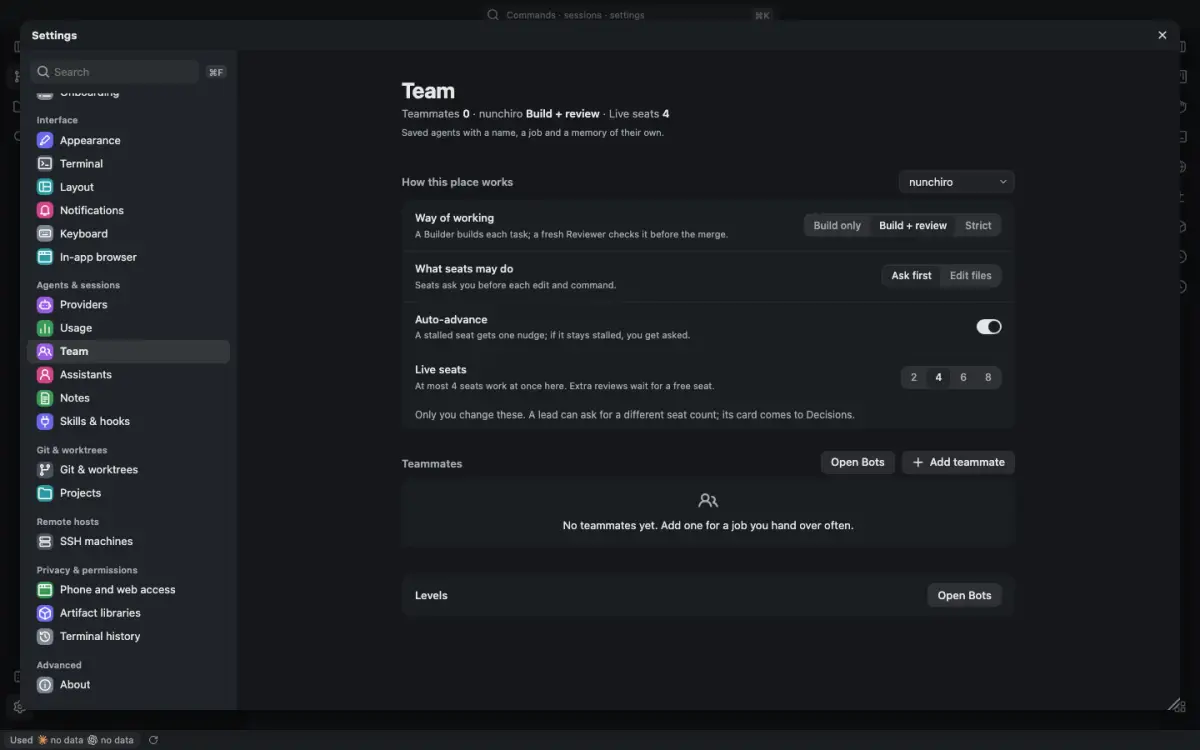 Commands · sessions · settings ⌘K
Settings
Search ⌘F
Onboarding
Interface
Appearance
Terminal
Layout
Notifications
Keyboard
In-app browser
Agents & sessions
Providers
Usage
Team
Assistants
Notes
Skills & hooks
Git & worktrees
Git & worktrees
Projects
Remote hosts
SSH machines
Privacy & permissions
Phone and web access
Artifact libraries
Terminal history
Advanced
About
Team
Teammates 0 · nunchiro Build + review · Live seats 4
Saved agents with a name, a job and a memory of their own.
How this place works
nunchiro
Way of working
A Builder builds each task; a fresh Reviewer checks it before the merge.
Build only Build + review Strict
What seats may do
Seats ask you before each edit and command.
Ask first Edit files
Auto-advance
A stalled seat gets one nudge; if it stays stalled, you get asked.
Live seats
At most 4 seats work at once here. Extra reviews wait for a free seat.
2 4 6 8
Only you change these. A lead can ask for a different seat count; its card comes to Decisions.
Teammates
Open Bots
+ Add teammate
No teammates yet. Add one for a job you hand over often.
Levels
Open Bots
Used no data no data